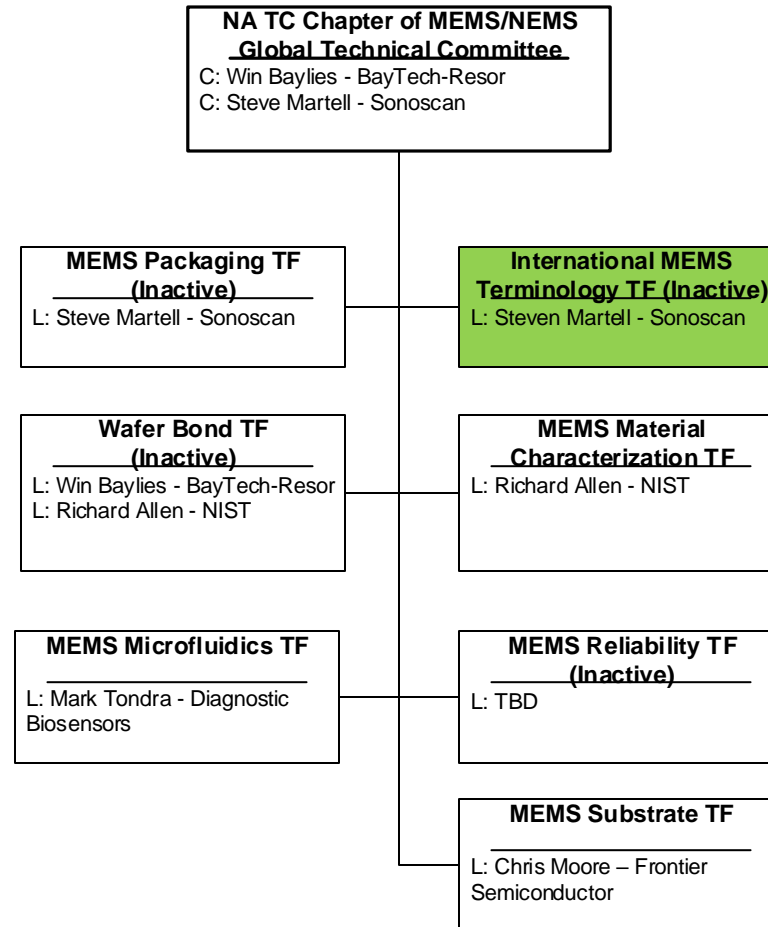 NA TC Chapter of MEMS/NEMS
Global Technical Committee
C: Win Baylies - BayTech-Resor
C: Steve Martell - Sonoscan
MEMS Packaging TF
(Inactive)
L: Steve Martell - Sonoscan
International MEMS
Terminology TF (Inactive)
L: Steven Martell - Sonoscan
Wafer Bond TF
(Inactive)
L: Win Baylies - BayTech-Resor
L: Richard Allen - NIST
MEMS Material
Characterization TF
L: Richard Allen - NIST
MEMS Microfluidics TF
L: Mark Tondra - Diagnostic
Biosensors
MEMS Reliability TF
(Inactive)
L: TBD
MEMS Substrate TF
L: Chris Moore – Frontier
Semiconductor